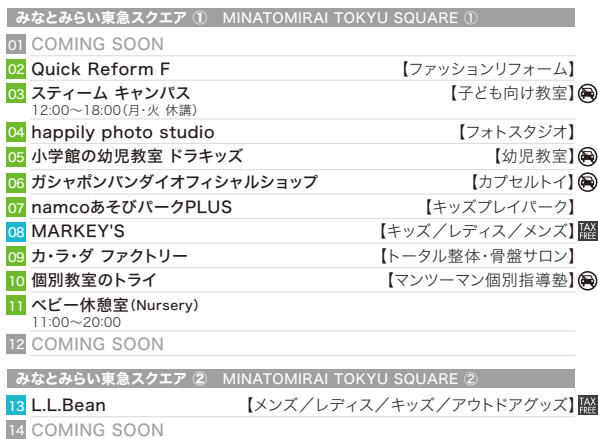 みなとみらい東急スクエア ① MINATOMIRAI TOKYU SQUARE ①
01 COMING SOON
02 Quick Reform F 【ファッションリフォーム】
03 スティーム キャンパス 【子ども向け教室】
12:00〜18:00(月・火 休講)
04 happily photo studio 【フォトスタジオ】
05 小学館の幼児教室 ドラキッズ 【幼児教室】
06 ガシャポンバンダイオフィシャルショップ 【カプセルトイ】
07 namcoあそびパークPLUS 【キッズプレイパーク】
08 MARKEY'S 【キッズ／レディス／メンズ】 TAX FREE
09 カ・ラ・ダ ファクトリー 【トータル整体・骨盤サロン】
10 個別教室のトライ 【マンツーマン個別指導塾】
11 ベビー休憩室(Nursery)
11:00〜20:00
12 COMING SOON
みなとみらい東急スクエア ② MINATOMIRAI TOKYU SQUARE ②
13 L.L.Bean 【メンズ／レディス／キッズ／アウトドアグッズ】 TAX FREE
14 COMING SOON